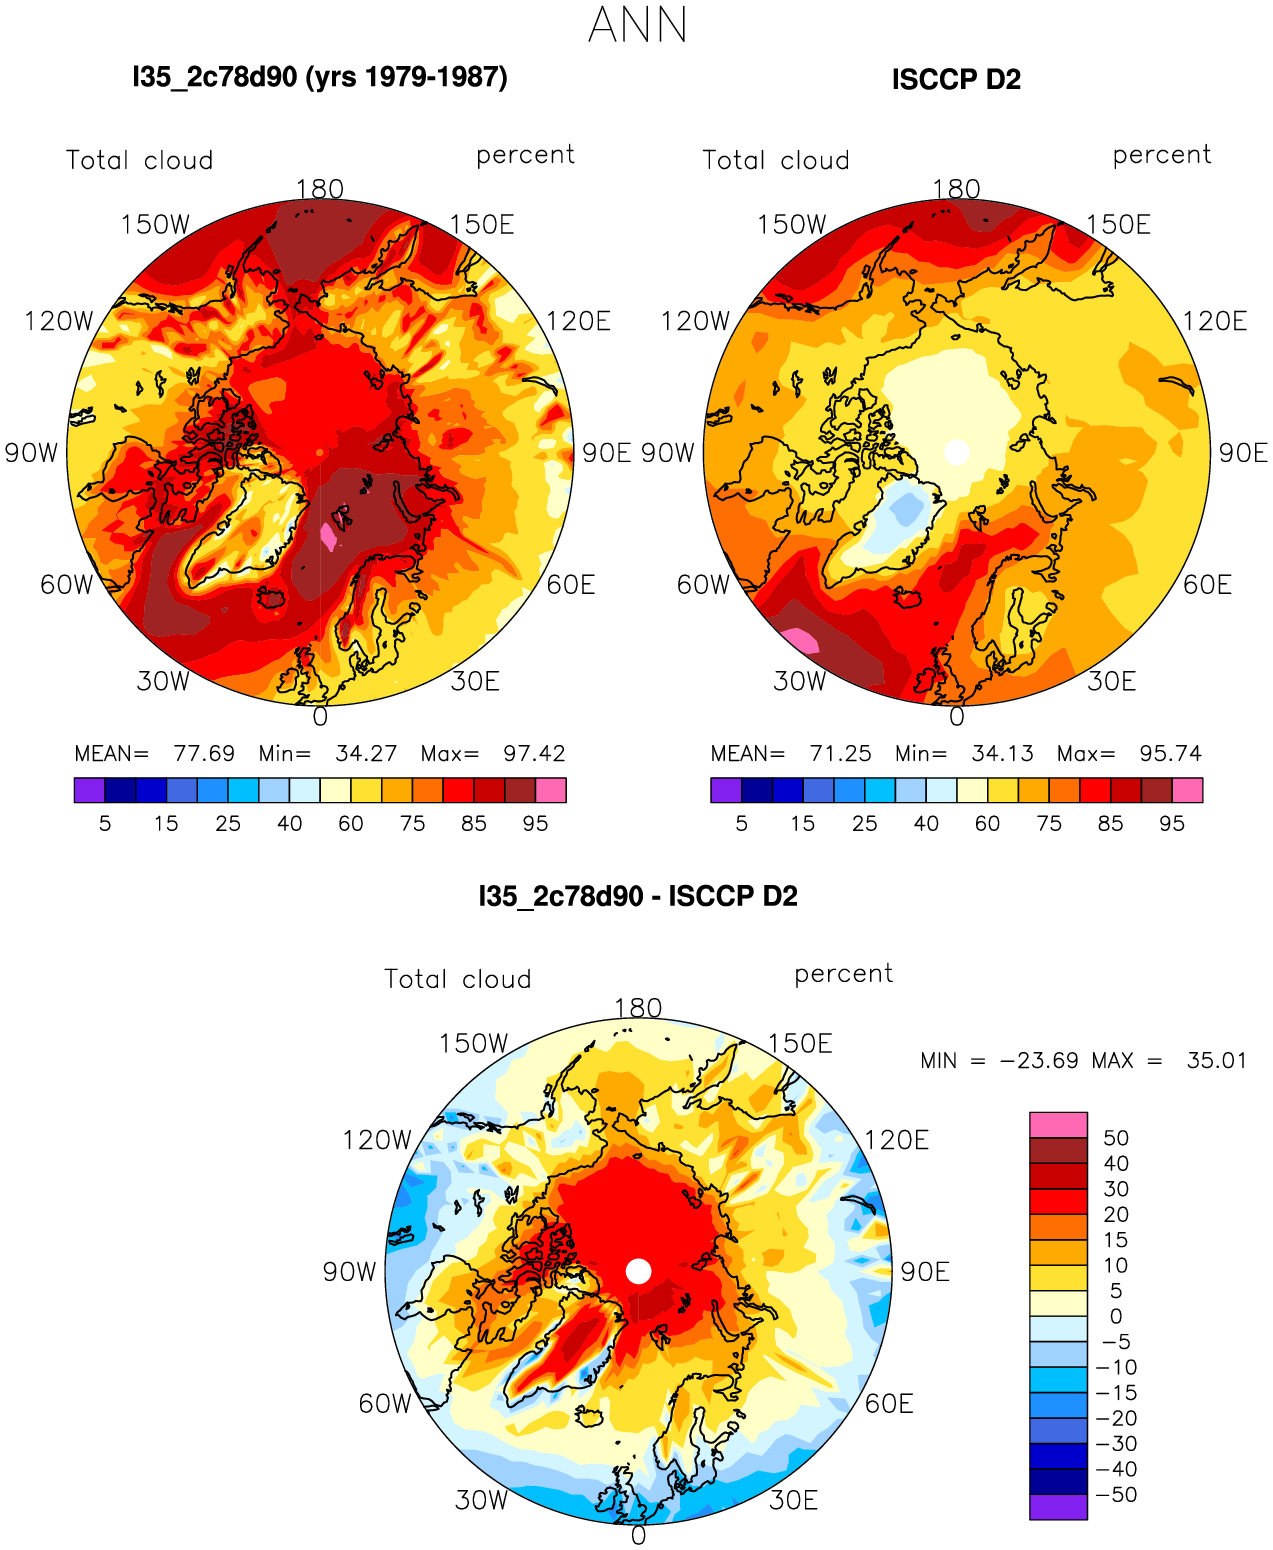 ANN
I35_2c78d90 (yrs 1979-1987)
ISCCP D2
Total cloud percent
Total cloud percent
180
150W 150E
120W 120E
90W 90E
60W 60E
30W 30E
0
180
150W 150E
120W 120E
90W 90E
60W 60E
30W 30E
0
MEAN= 77.69 Min= 34.27 Max= 97.42
MEAN= 71.25 Min= 34.13 Max= 95.74
5 15 25 40 60 75 85 95
5 15 25 40 60 75 85 95
I35_2c78d90 - ISCCP D2
Total cloud percent
180
150W 150E
120W 120E
90W 90E
60W 60E
30W 30E
0
MIN = -23.69 MAX = 35.01
50
40
30
20
15
10
5
0
-5
-10
-15
-20
-30
-40
-50